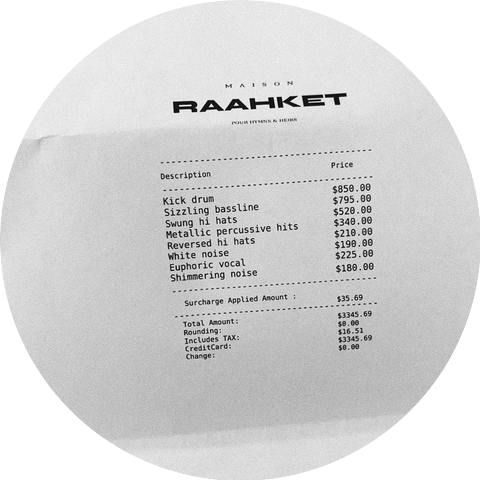 MAISON
RAAHKET
POUR HYMNS & HERS
Description Price
Kick drum $850.00
Sizzling bassline $795.00
Swung hi hats $520.00
Metallic percussive hits $340.00
Reversed hi hats $210.00
White noise $190.00
Euphoric vocal $225.00
Shimmering noise $180.00
Surcharge Applied Amount : $35.69
Total Amount: $3345.69
Rounding: $0.00
Includes TAX: $16.51
CreditCard: $3345.69
Change: $0.00